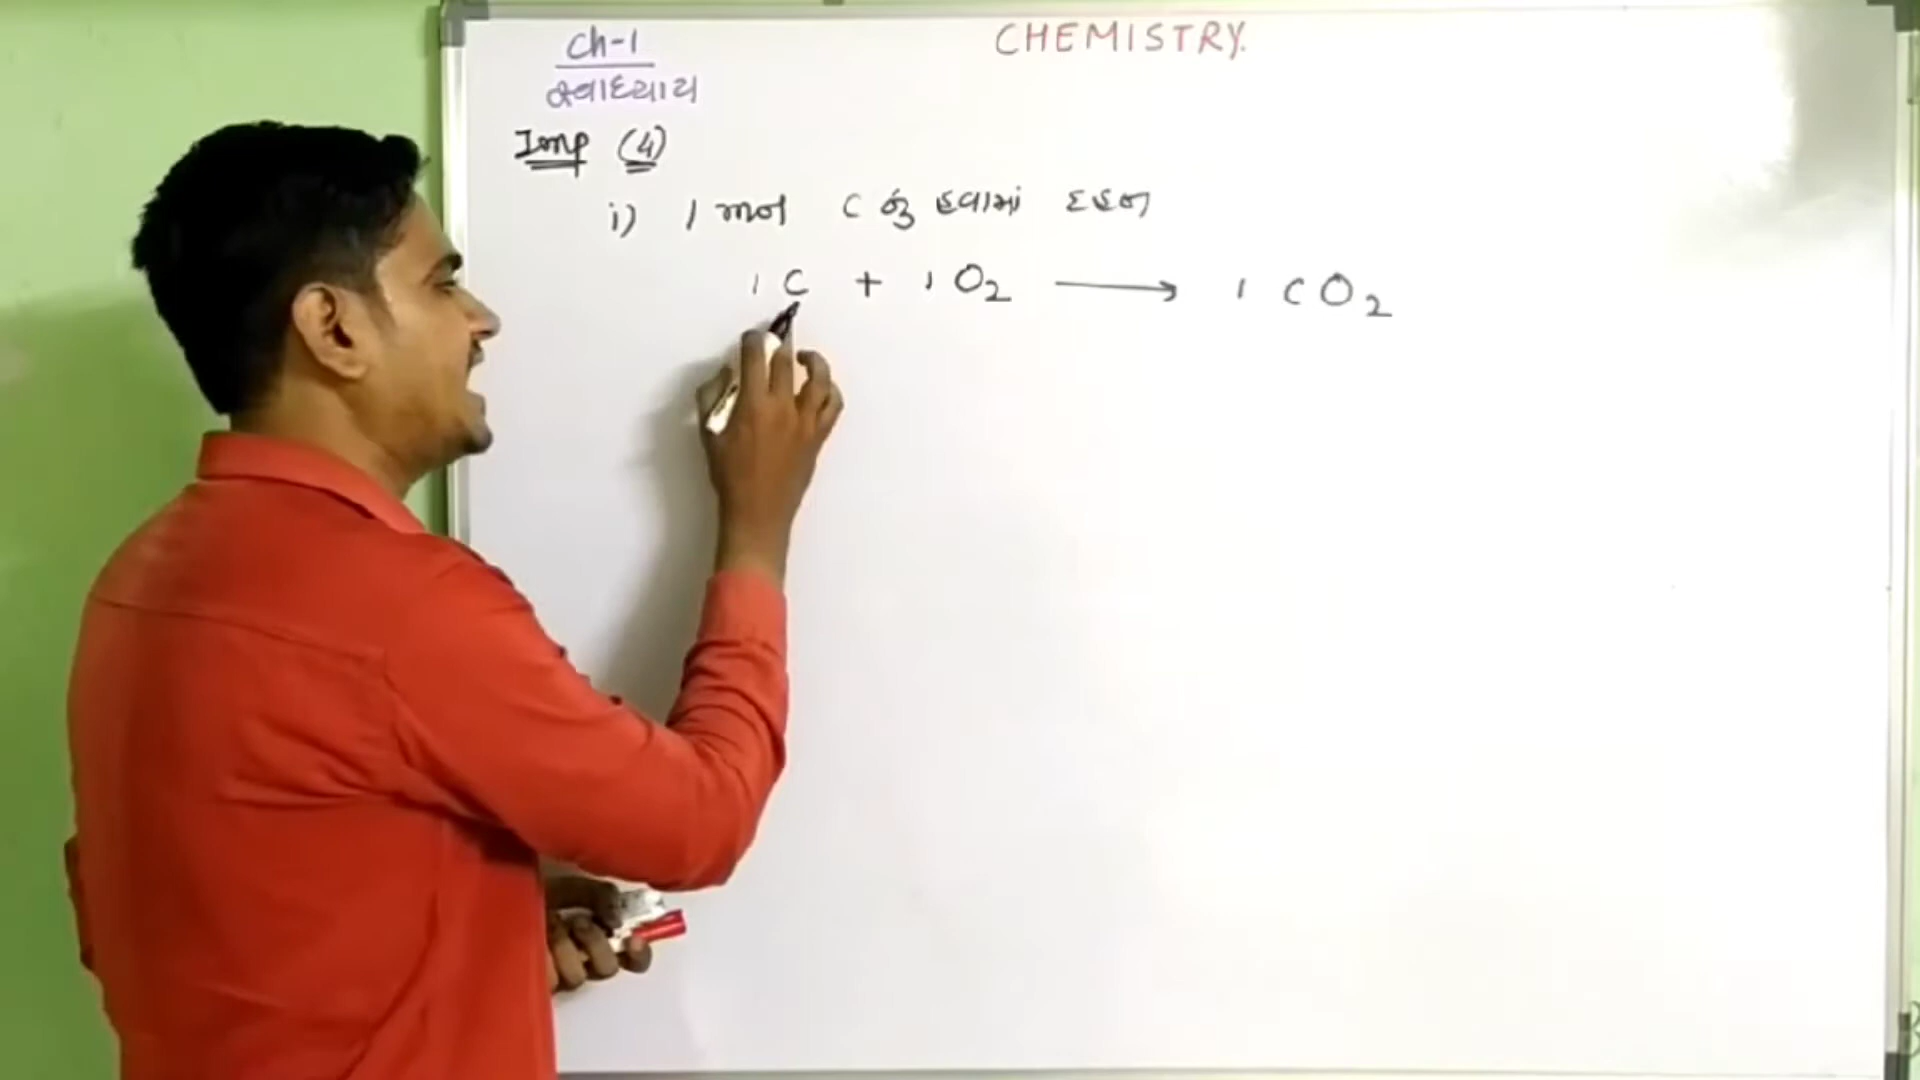 CHEMISTRY.
Ch-1
સ્વાધ્યાય
Imp (4)
i) 1 મોલ C નું હવામાં દહન
1 C + 1 O₂ ⟶ 1 CO₂